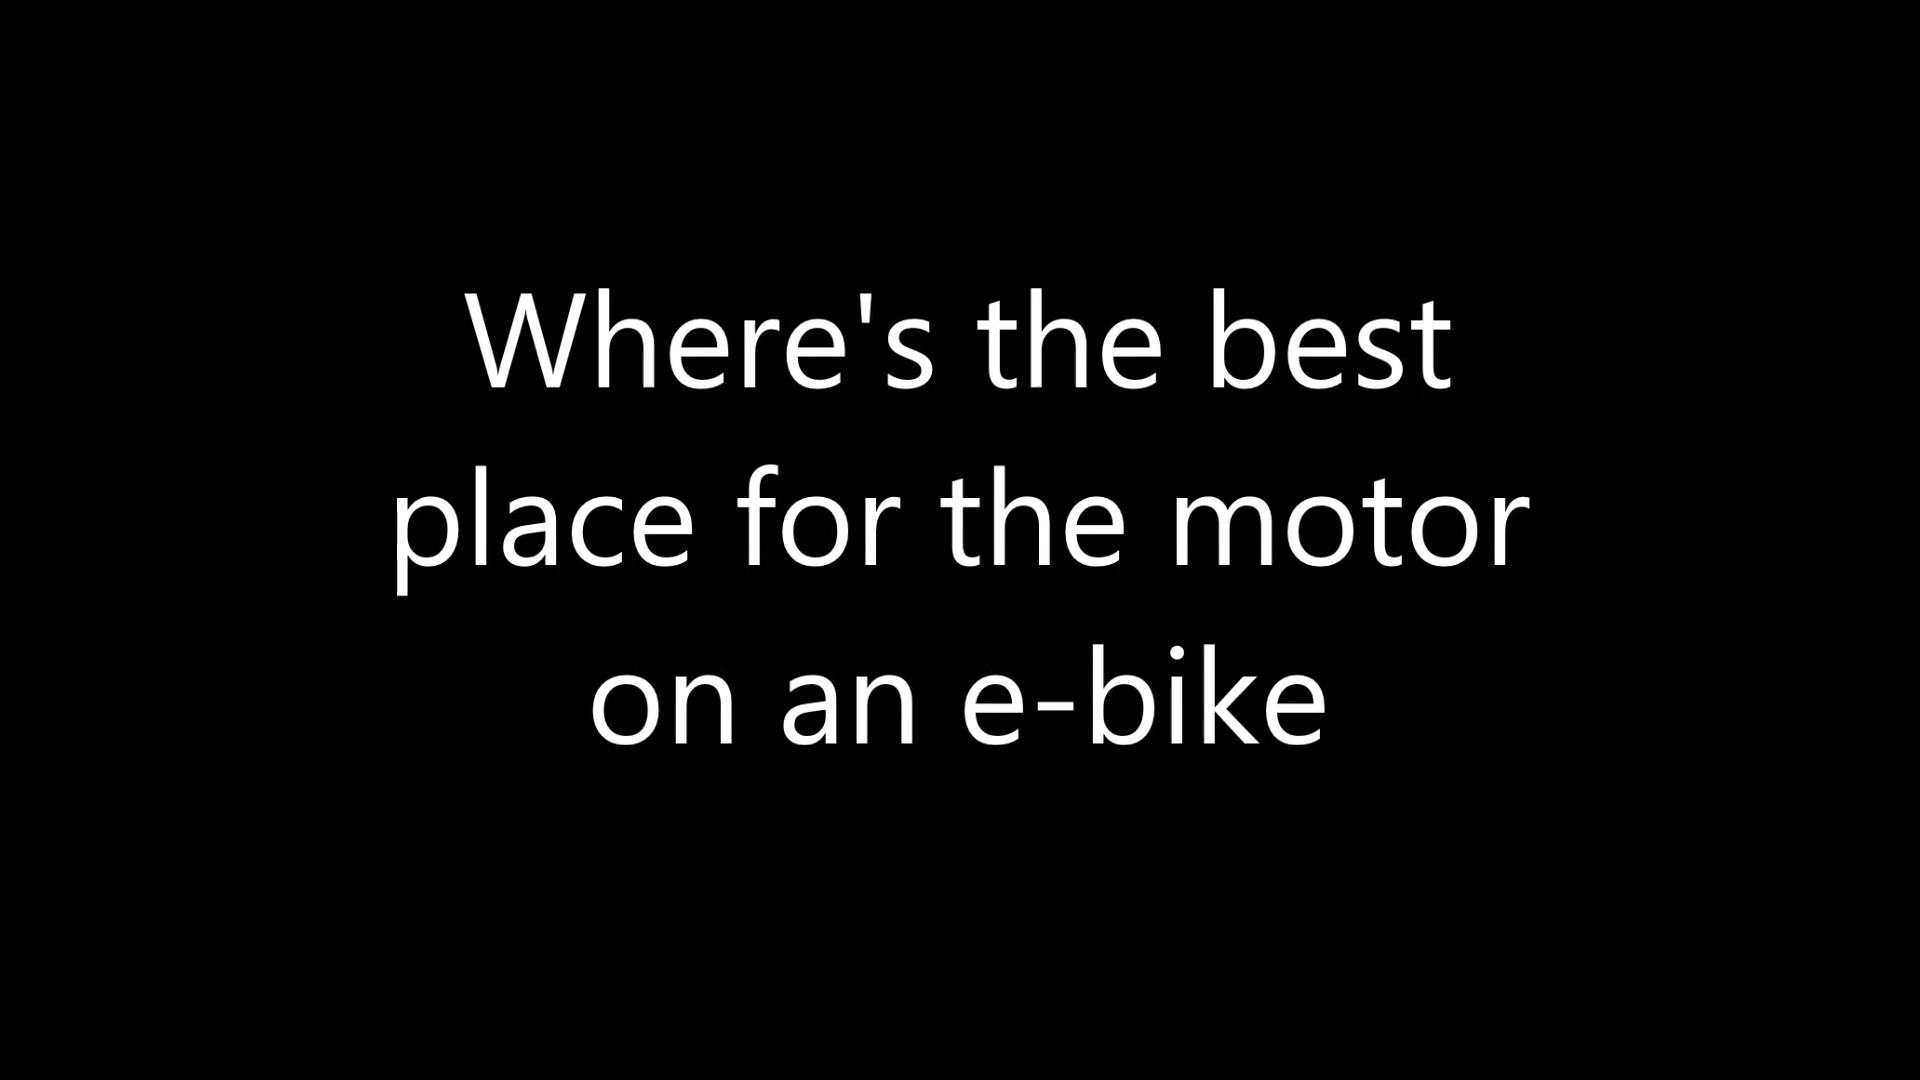 Where's the best
place for the motor
on an e-bike